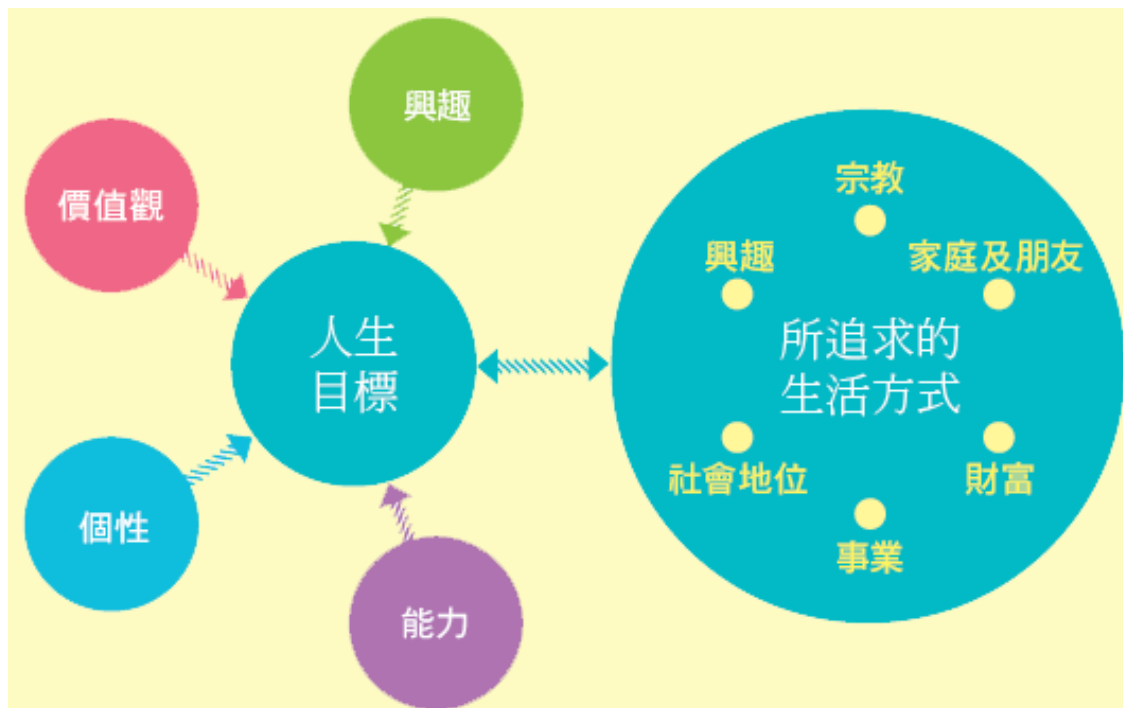 興趣
價值觀
人生
目標
個性
能力
宗教
興趣
家庭及朋友
所追求的
生活方式
社會地位
財富
事業